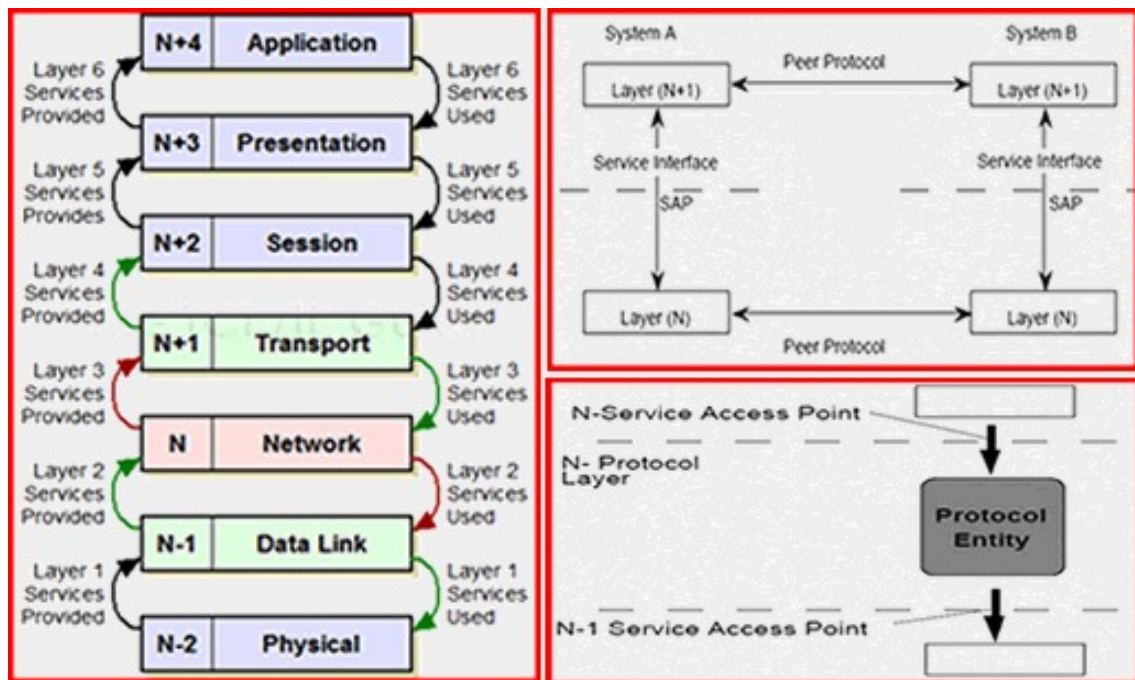 N+4 Application
Layer 6
Services
Provided
Layer 6
Services
Used
N+3 Presentation
Layer 5
Services
Provides
Layer 5
Services
Used
N+2 Session
Layer 4
Services
Provided
Layer 4
Services
Used
N+1 Transport
Layer 3
Services
Provided
Layer 3
Services
Used
N Network
Layer 2
Services
Provided
Layer 2
Services
Used
N-1 Data Link
Layer 1
Services
Provided
Layer 1
Services
Used
N-2 Physical
System A
System B
Peer Protocol
Layer (N+1)
Layer (N+1)
Service Interface
Service Interface
SAP
SAP
Layer (N)
Layer (N)
Peer Protocol
N-Service Access Point
N- Protocol
Layer
Protocol
Entity
N-1 Service Access Point